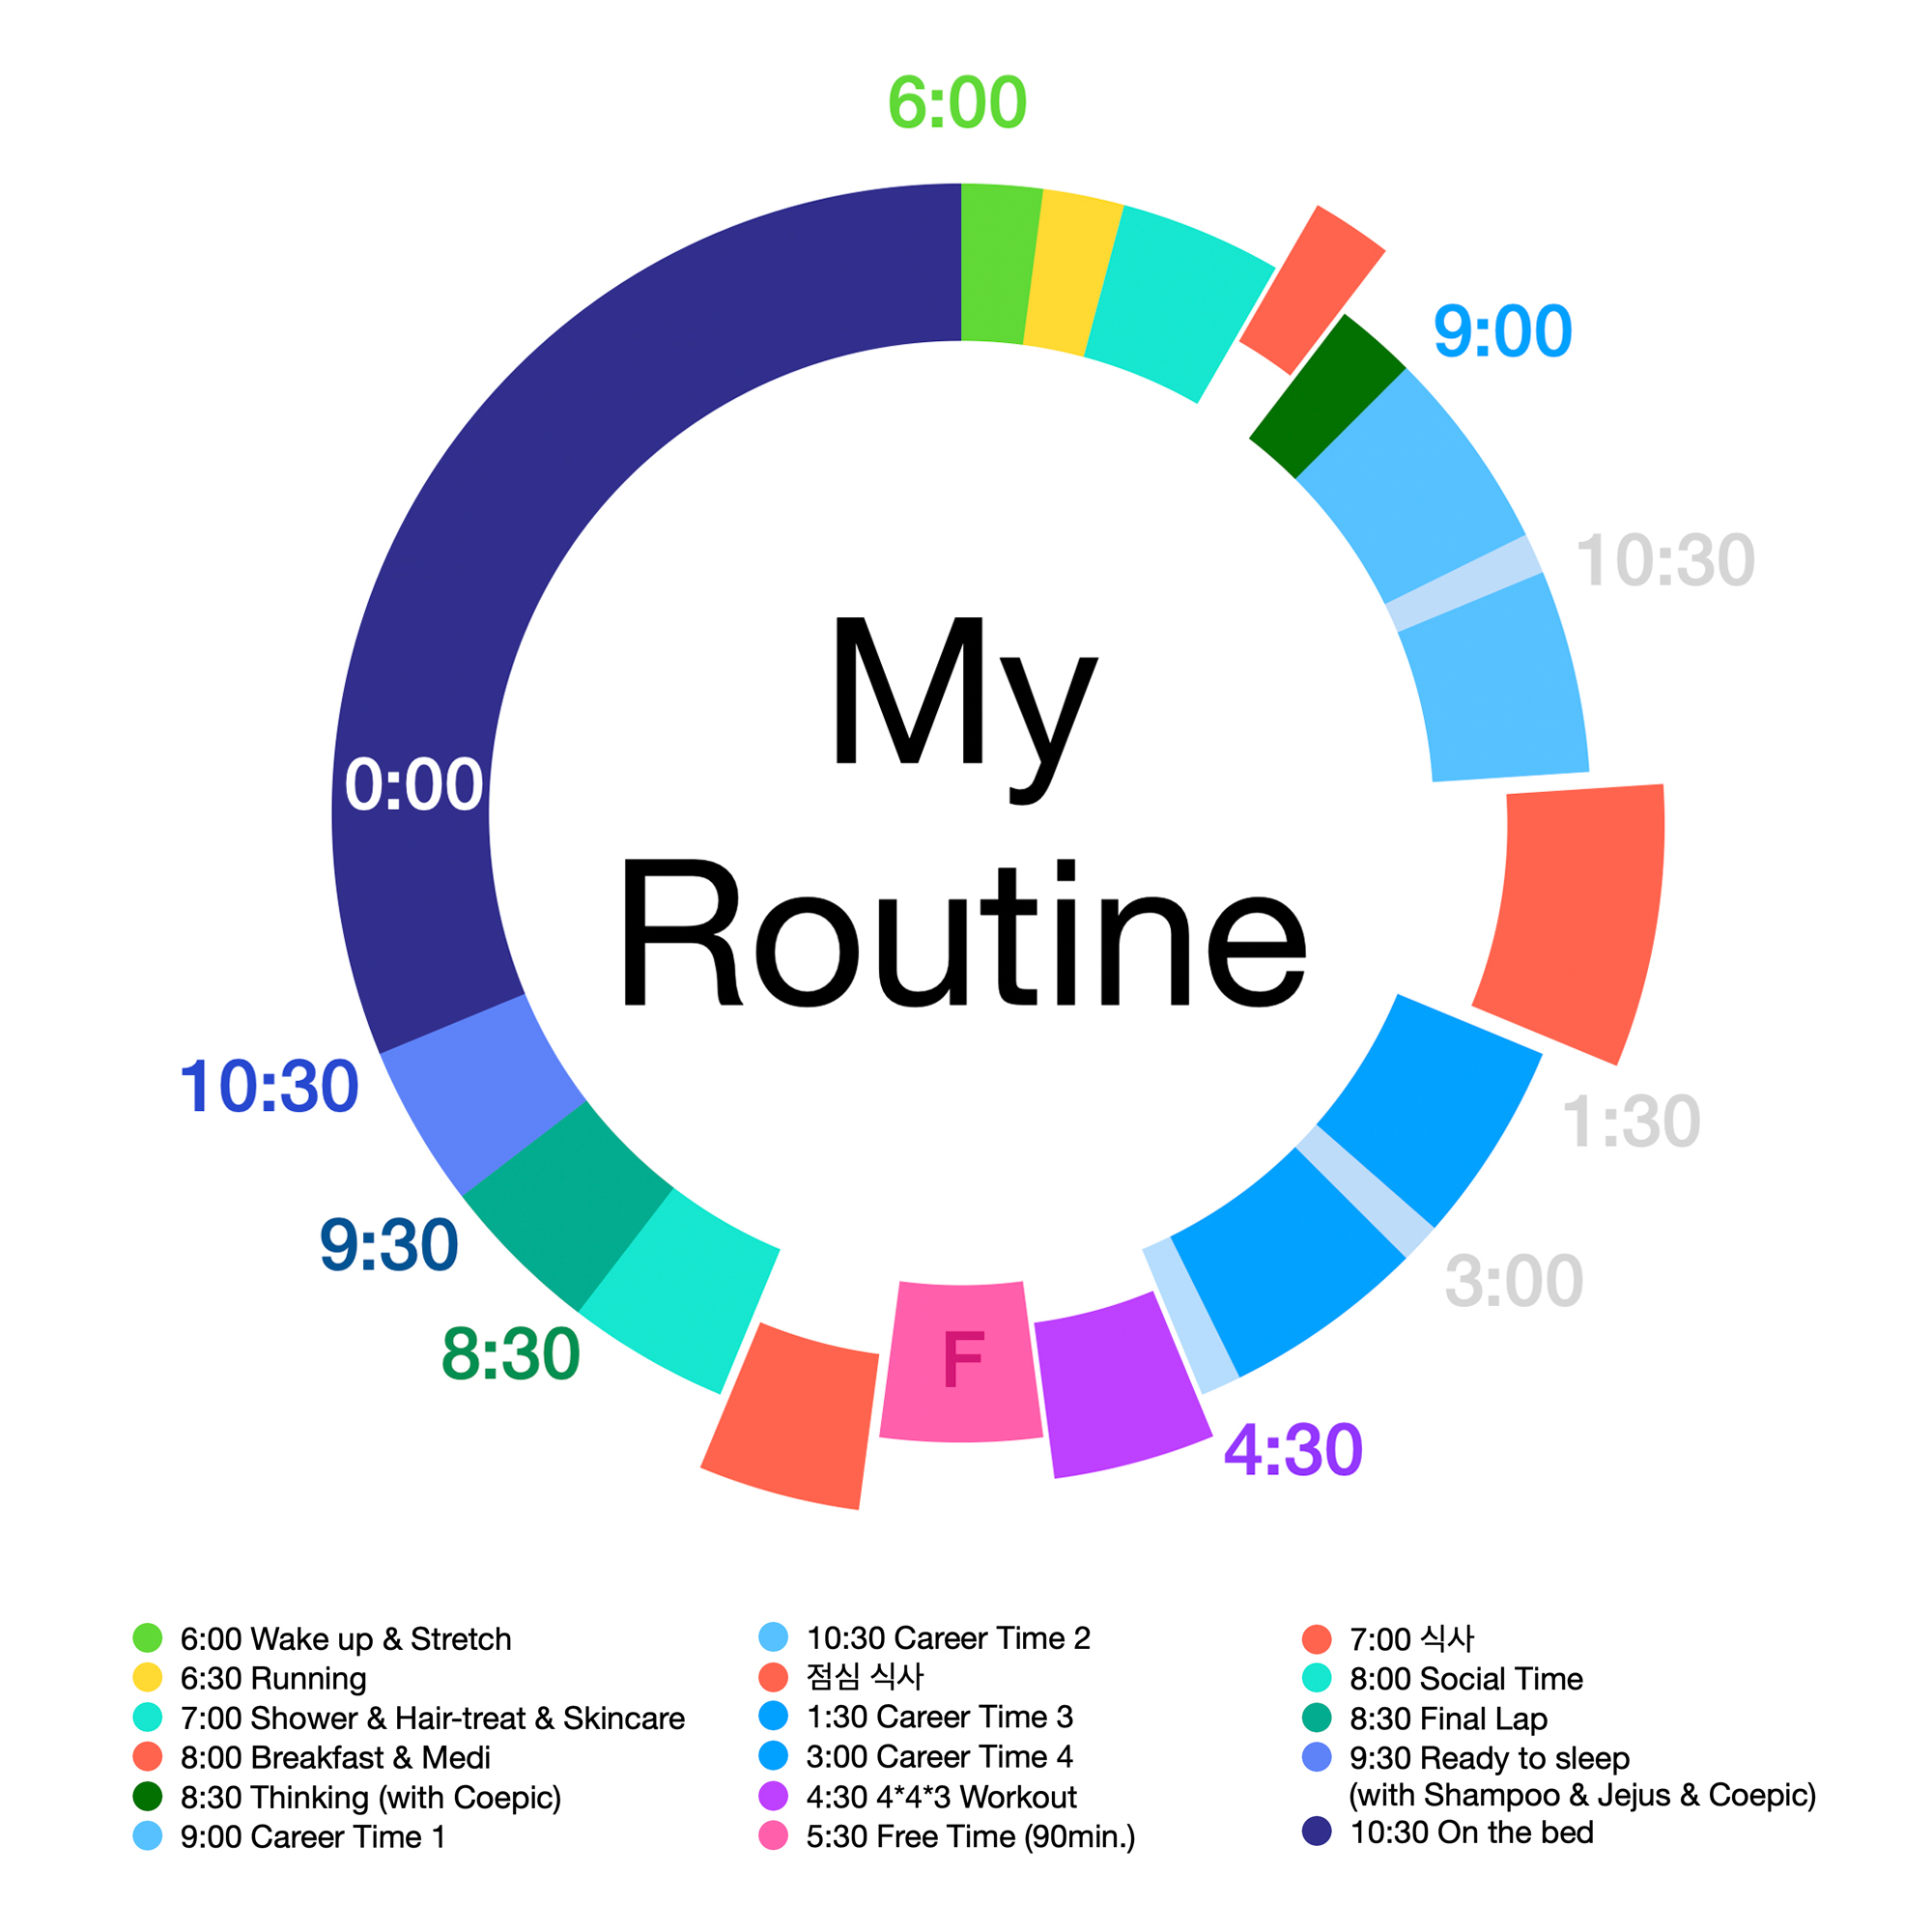 6:00
9:00
10:30
1:30
3:00
4:30
F
8:30
9:30
10:30
0:00
My
Routine
6:00 Wake up & Stretch
6:30 Running
7:00 Shower & Hair-treat & Skincare
8:00 Breakfast & Medi
8:30 Thinking (with Coepic)
9:00 Career Time 1
10:30 Career Time 2
점심 식사
1:30 Career Time 3
3:00 Career Time 4
4:30 4*4*3 Workout
5:30 Free Time (90min.)
7:00 식사
8:00 Social Time
8:30 Final Lap
9:30 Ready to sleep
(with Shampoo & Jejus & Coepic)
10:30 On the bed